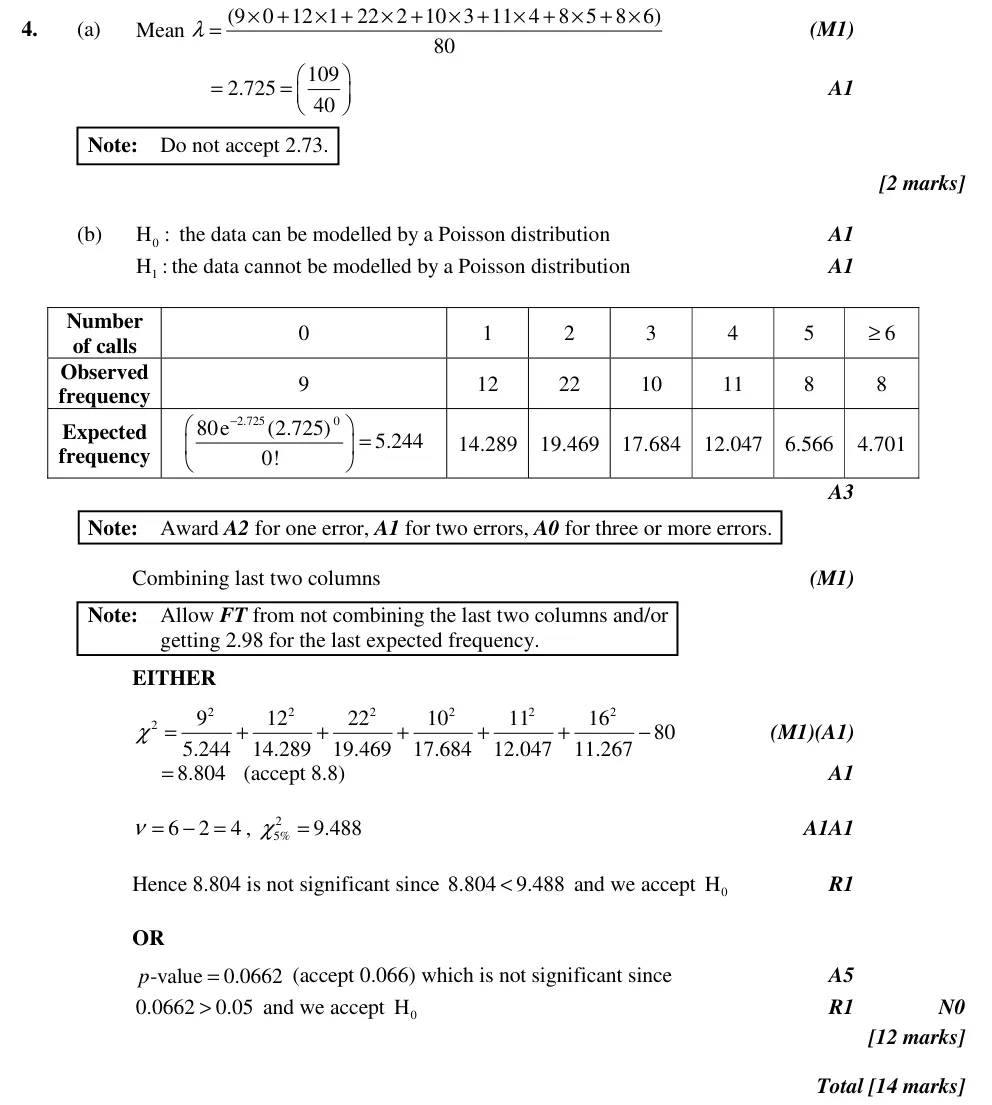 4. (a) Mean λ = (9×0+12×1+22×2+10×3+11×4+8×5+8×6) / 80 (M1)
= 2.725 = (109/40) A1
Note: Do not accept 2.73.
[2 marks]
(b) H₀ : the data can be modelled by a Poisson distribution A1
H₁ : the data cannot be modelled by a Poisson distribution A1
Number of calls 0 1 2 3 4 5 ≥ 6
Observed frequency 9 12 22 10 11 8 8
Expected frequency (80e^(−2.725)(2.725)^0 / 0!) = 5.244 14.289 19.469 17.684 12.047 6.566 4.701
A3
Note: Award A2 for one error, A1 for two errors, A0 for three or more errors.
Combining last two columns (M1)
Note: Allow FT from not combining the last two columns and/or
getting 2.98 for the last expected frequency.
EITHER
χ² = 9²/5.244 + 12²/14.289 + 22²/19.469 + 10²/17.684 + 11²/12.047 + 16²/11.267 − 80 (M1)(A1)
= 8.804 (accept 8.8) A1
ν = 6 − 2 = 4 , χ²5% = 9.488 A1A1
Hence 8.804 is not significant since 8.804 < 9.488 and we accept H₀ R1
OR
p-value = 0.0662 (accept 0.066) which is not significant since A5
0.0662 > 0.05 and we accept H₀ R1 N0
[12 marks]
Total [14 marks]